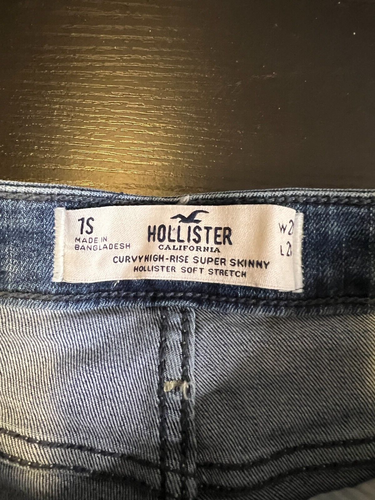 1S
MADE IN
BANGLADESH
HOLLISTER
CALIFORNIA
CURVY HIGH-RISE SUPER SKINNY
HOLLISTER SOFT STRETCH